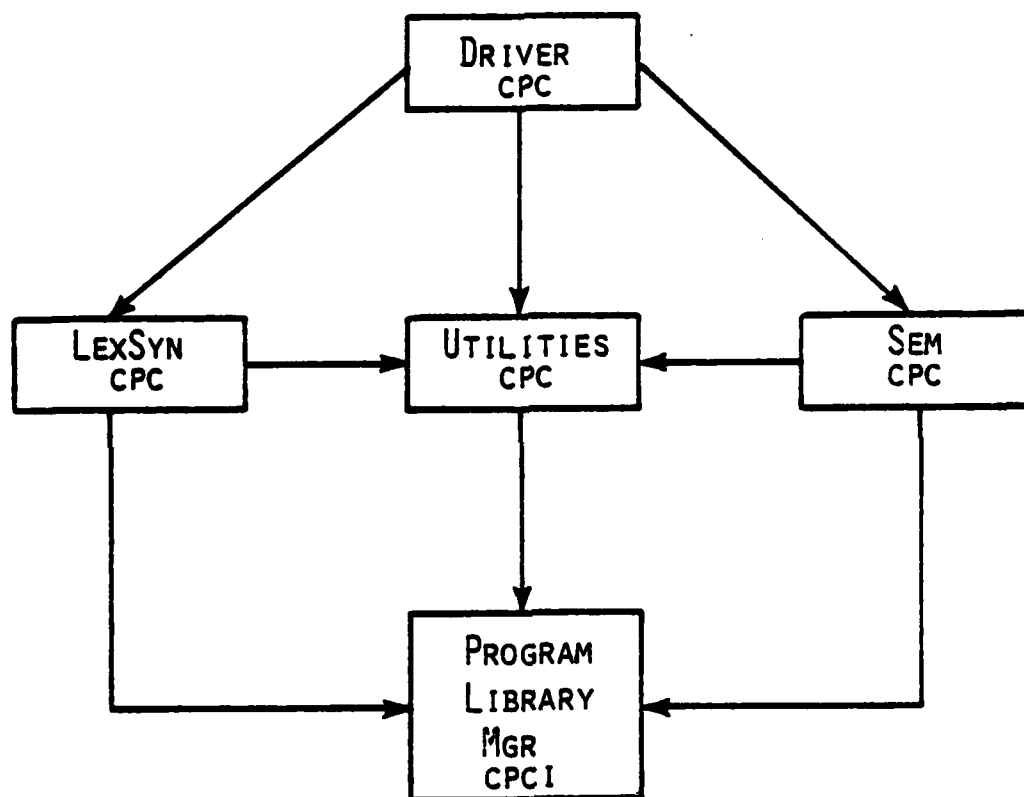 DRIVER
CPC
LEXSYN
CPC
UTILITIES
CPC
SEM
CPC
PROGRAM
LIBRARY
MGR
CPCI